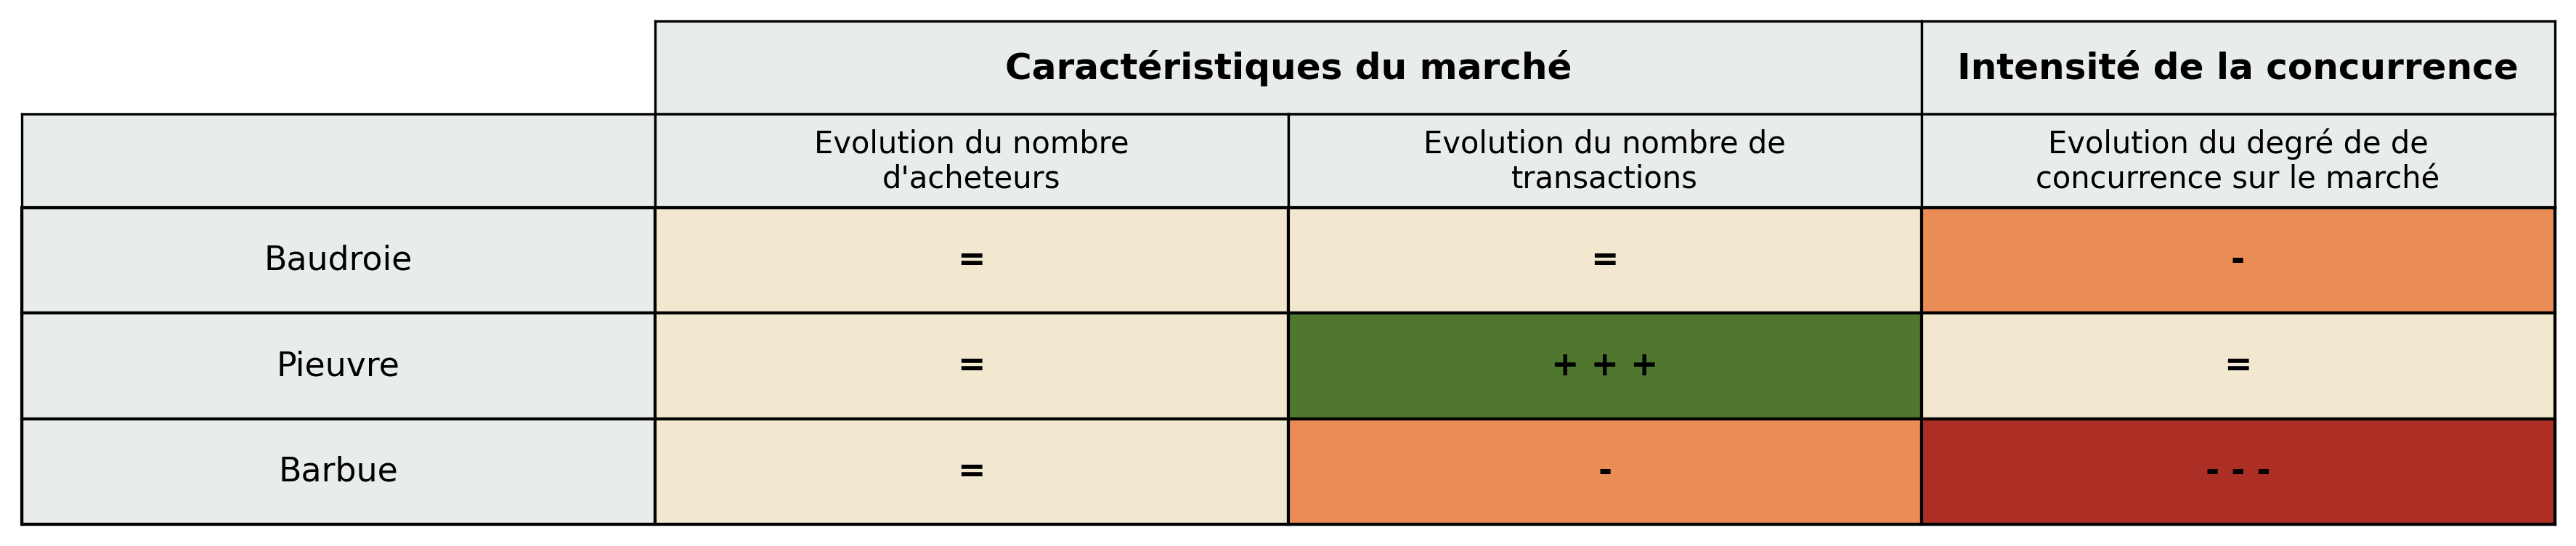 Caractéristiques du marché
Intensité de la concurrence
Evolution du nombre
d'acheteurs
Evolution du nombre de
transactions
Evolution du degré de de
concurrence sur le marché
Baudroie
=
=
-
Pieuvre
=
+ + +
=
Barbue
=
-
- - -